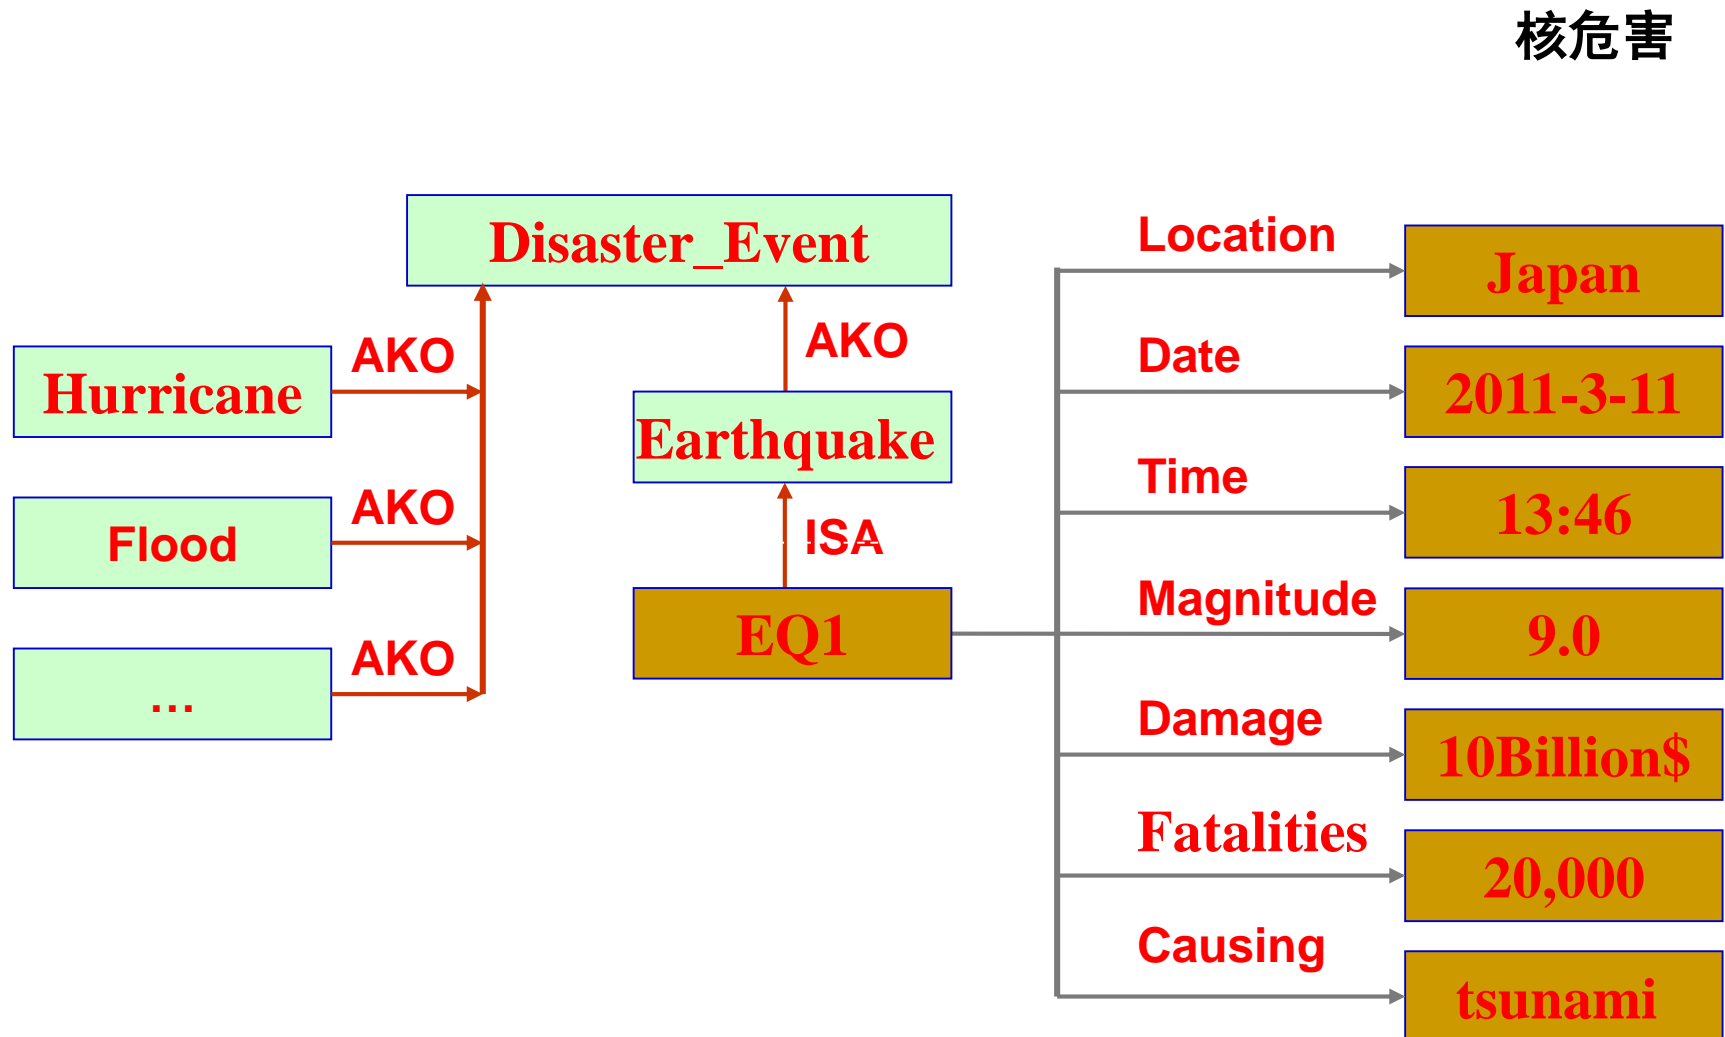 核危害
Disaster_Event
Hurricane
AKO
Flood
AKO
…
AKO
AKO
Earthquake
ISA
EQ1
Location
Japan
Date
2011-3-11
Time
13:46
Magnitude
9.0
Damage
10Billion$
Fatalities
20,000
Causing
tsunami